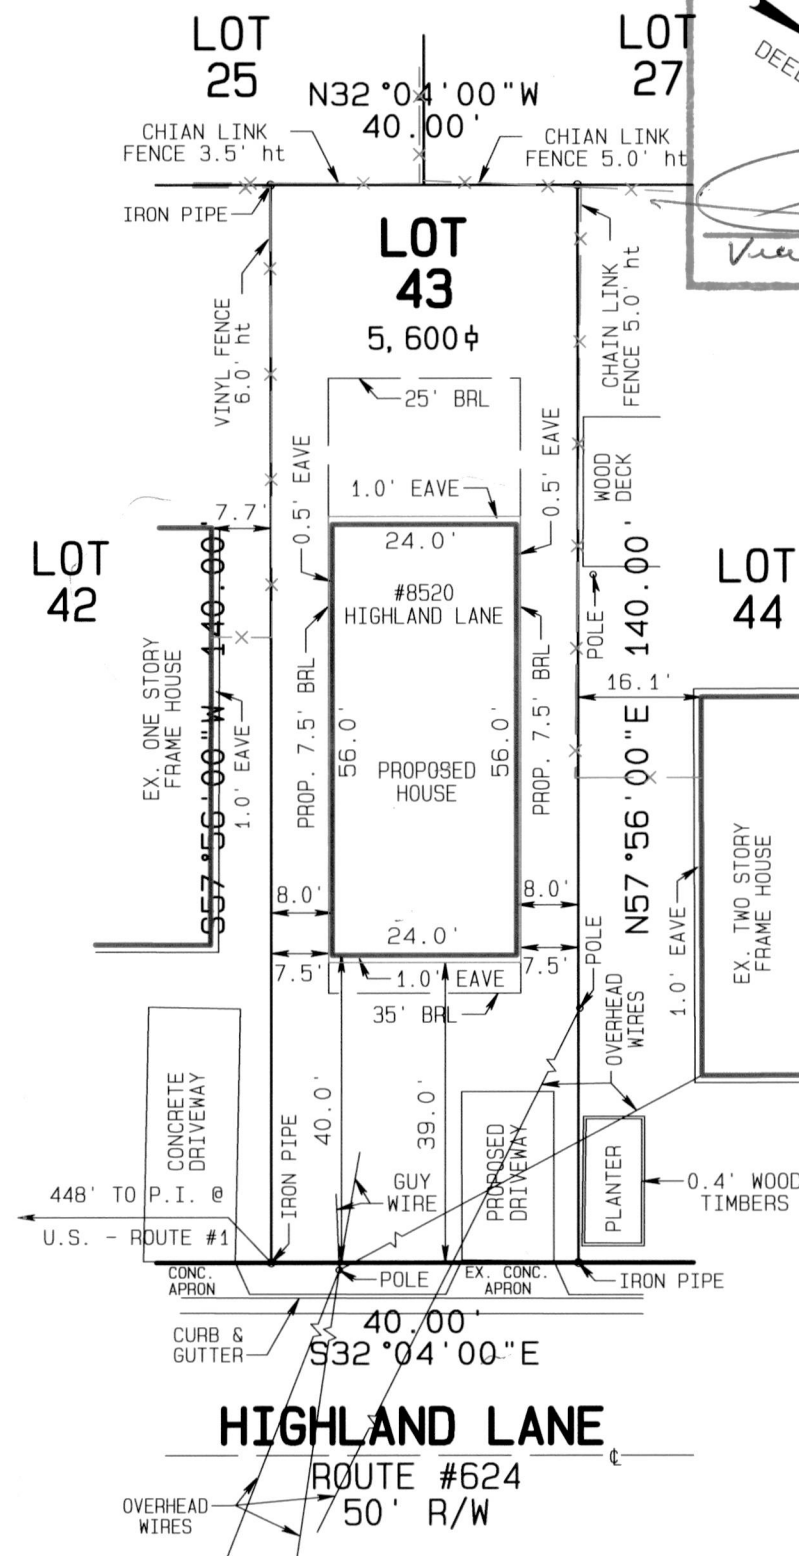 LOT
25
LOT
27
N32°04'00"W
40.00'
CHIAN LINK
FENCE 3.5' ht
CHIAN LINK
FENCE 5.0' ht
IRON PIPE
LOT
43
5,600
VINYL FENCE
6.0' ht
CHAIN LINK
FENCE 5.0' ht
25' BRL
0.5' EAVE
0.5' EAVE
1.0' EAVE
WOOD
DECK
7.7'
24.0'
LOT
42
LOT
44
#8520
HIGHLAND LANE
S57°56'00"W 140.00'
N57°56'00"E 140.00'
POLE
16.1'
EX. ONE STORY
FRAME HOUSE
1.0' EAVE
PROP. 7.5' BRL
56.0'
PROPOSED
HOUSE
56.0'
PROP. 7.5' BRL
EX. TWO STORY
FRAME HOUSE
1.0' EAVE
8.0'
8.0'
24.0'
7.5'
1.0' EAVE
7.5'
35' BRL
POLE
OVERHEAD
WIRES
CONCRETE
DRIVEWAY
40.0'
39.0'
PROPOSED
DRIVEWAY
PLANTER
0.4' WOOD
TIMBERS
GUY
WIRE
IRON PIPE
448' TO P.I. @
U.S. - ROUTE #1
CONC.
APRON
POLE
EX. CONC.
APRON
IRON PIPE
CURB &
GUTTER
40.00'
S32°04'00"E
HIGHLAND LANE
ROUTE #624
50' R/W
OVERHEAD
WIRES